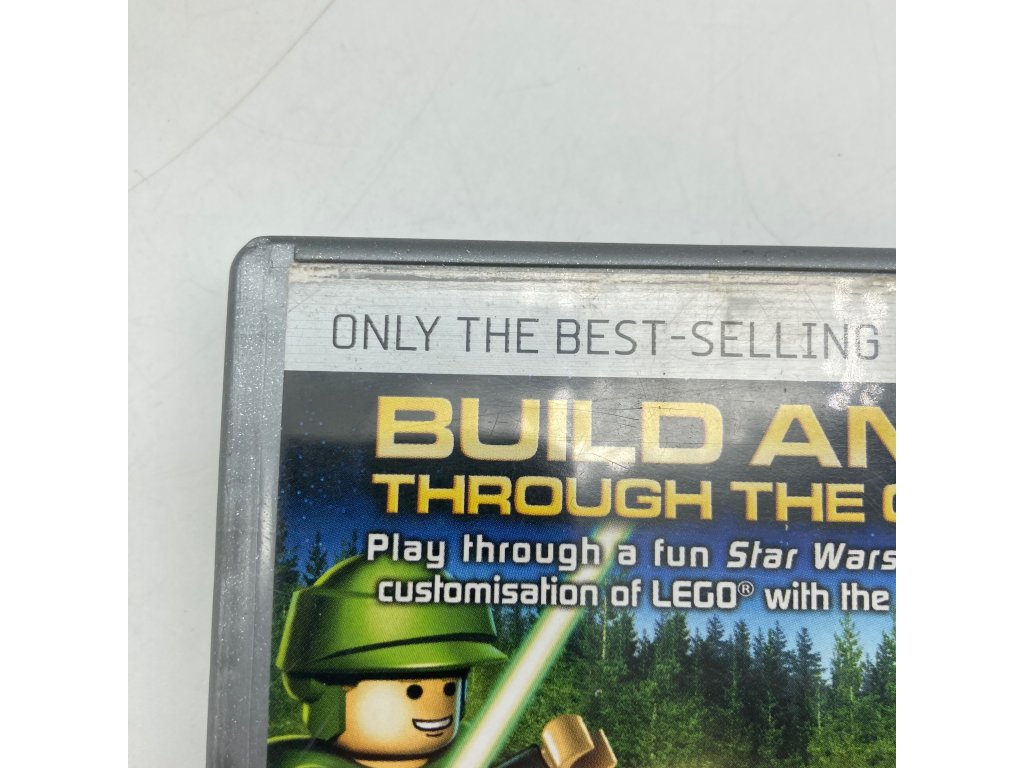 ONLY THE BEST-SELLING
BUILD AN
THROUGH THE
Play through a fun Star Wars
customisation of LEGO® with the